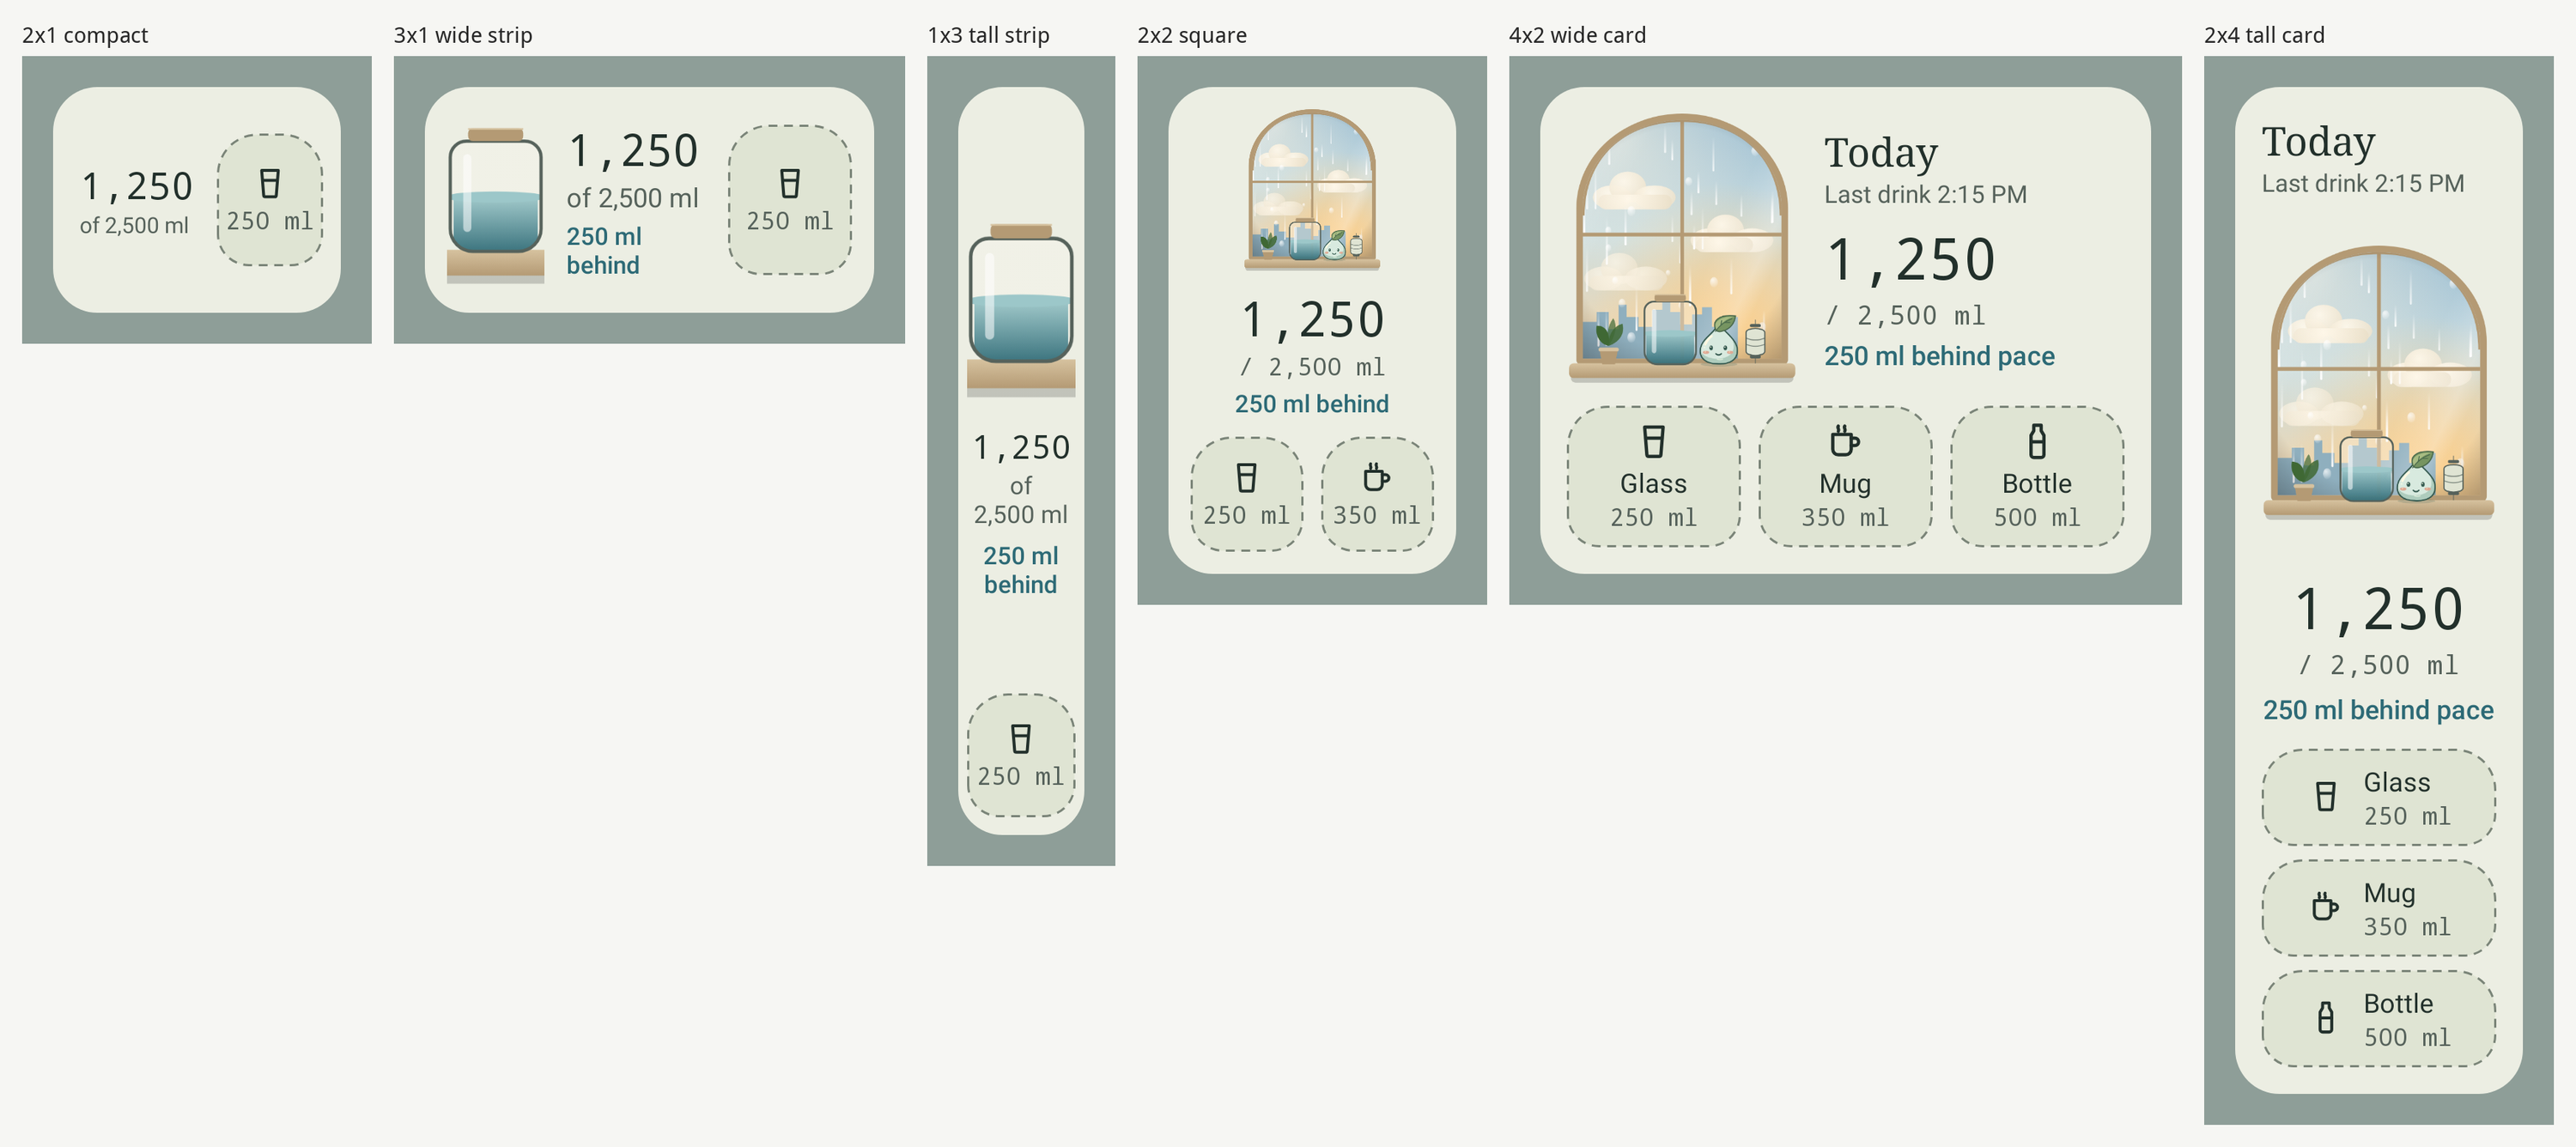 2x1 compact
1,250
of 2,500 ml
250 ml
3x1 wide strip
1,250
of 2,500 ml
250 ml
behind
250 ml
1x3 tall strip
1,250
of
2,500 ml
250 ml
behind
250 ml
2x2 square
1,250
/ 2,500 ml
250 ml behind
250 ml
350 ml
4x2 wide card
Today
Last drink 2:15 PM
1,250
/ 2,500 ml
250 ml behind pace
Glass
250 ml
Mug
350 ml
Bottle
500 ml
2x4 tall card
Today
Last drink 2:15 PM
1,250
/ 2,500 ml
250 ml behind pace
Glass
250 ml
Mug
350 ml
Bottle
500 ml